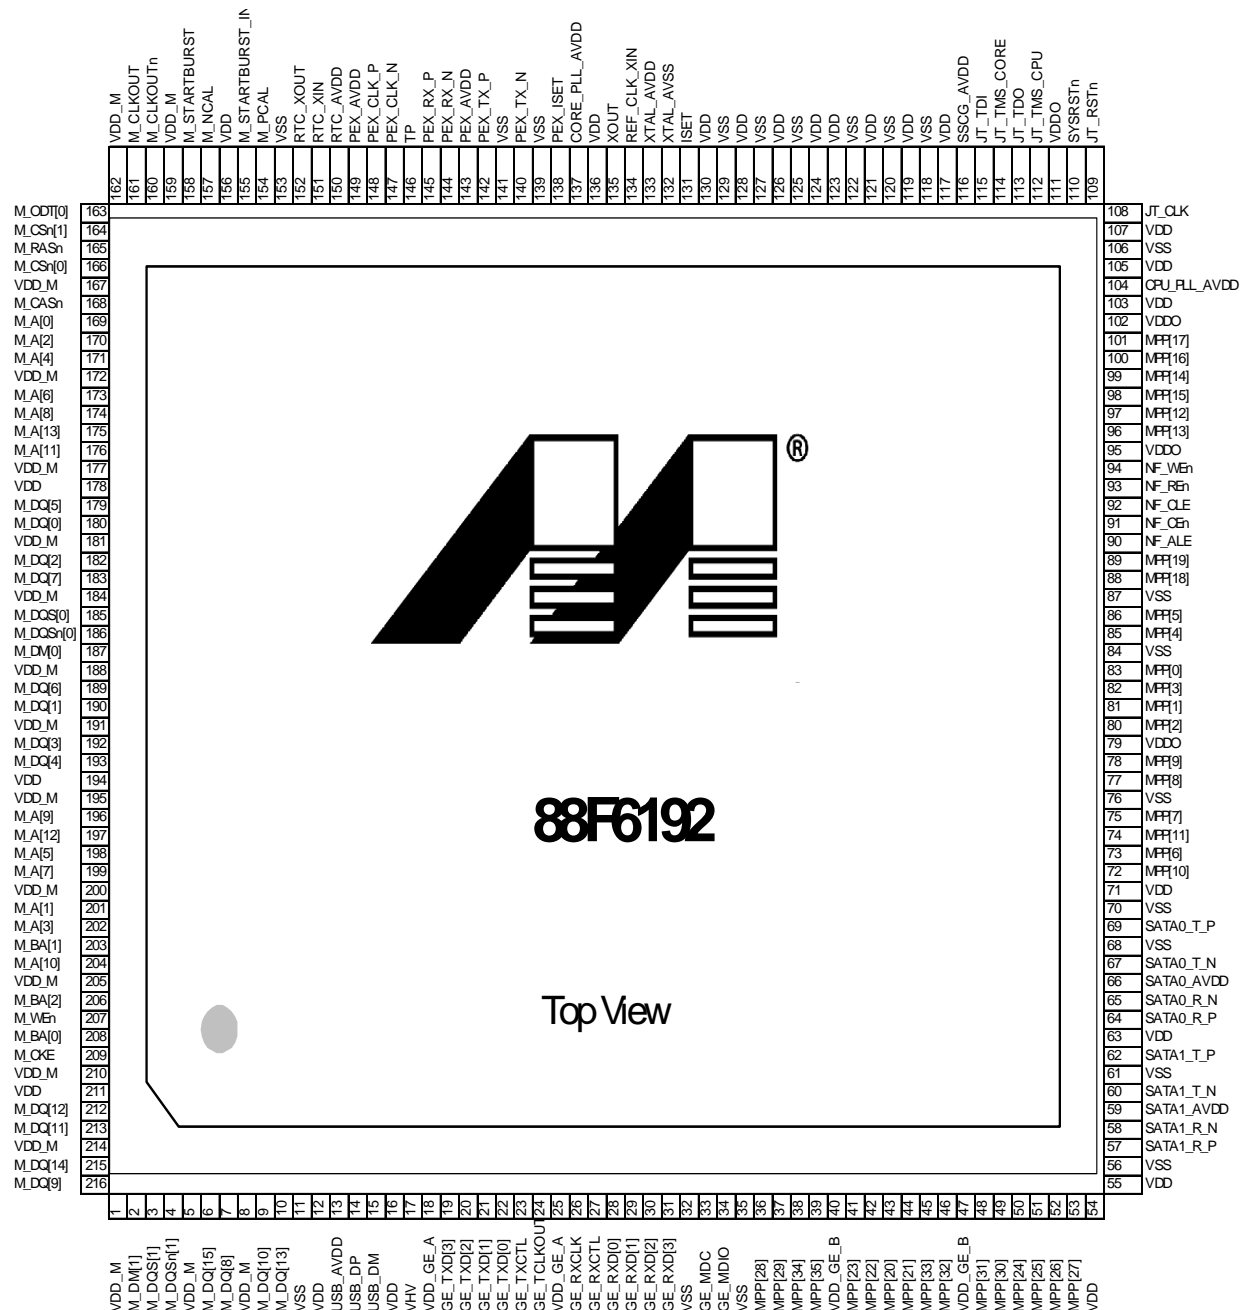 VDD_M 162
M_CLKOUT 161
M_CLKOUTn 160
VDD_M 159
M_STARTBURST 158
M_NCAL 157
VDD 156
M_STARTBURST_IN 155
M_PCAL 154
VSS 153
RTC_XOUT 152
RTC_XIN 151
RTC_AVDD 150
PEX_AVDD 149
PEX_CLK_P 148
PEX_CLK_N 147
TP 146
PEX_RX_P 145
PEX_RX_N 144
PEX_AVDD 143
PEX_TX_P 142
VSS 141
PEX_TX_N 140
VSS 139
PEX_ISET 138
CORE_PLL_AVDD 137
VDD 136
XOUT 135
REF_CLK_XIN 134
XTAL_AVDD 133
XTAL_AVSS 132
ISET 131
VDD 130
VSS 129
VDD 128
VSS 127
VDD 126
VSS 125
VDD 124
VDD 123
VSS 122
VDD 121
VSS 120
VDD 119
VSS 118
VDD 117
SSCG_AVDD 116
JT_TDI 115
JT_TMS_CORE 114
JT_TDO 113
JT_TMS_CPU 112
VDDO 111
SYSRSTn 110
JT_RSTn 109
M_ODT[0] 163
M_CSn[1] 164
M_RASn 165
M_CSn[0] 166
VDD_M 167
M_CASn 168
M_A[0] 169
M_A[2] 170
M_A[4] 171
VDD_M 172
M_A[6] 173
M_A[8] 174
M_A[13] 175
M_A[11] 176
VDD_M 177
VDD 178
M_DQ[5] 179
M_DQ[0] 180
VDD_M 181
M_DQ[2] 182
M_DQ[7] 183
VDD_M 184
M_DQS[0] 185
M_DQSn[0] 186
M_DM[0] 187
VDD_M 188
M_DQ[6] 189
M_DQ[1] 190
VDD_M 191
M_DQ[3] 192
M_DQ[4] 193
VDD 194
VDD_M 195
M_A[9] 196
M_A[12] 197
M_A[5] 198
M_A[7] 199
VDD_M 200
M_A[1] 201
M_A[3] 202
M_BA[1] 203
M_A[10] 204
VDD_M 205
M_BA[2] 206
M_WEn 207
M_BA[0] 208
M_CKE 209
VDD_M 210
VDD 211
M_DQ[12] 212
M_DQ[11] 213
VDD_M 214
M_DQ[14] 215
M_DQ[9] 216
®
88F6192
Top View
108 JT_CLK
107 VDD
106 VSS
105 VDD
104 CPU_PLL_AVDD
103 VDD
102 VDDO
101 MPP[17]
100 MPP[16]
99 MPP[14]
98 MPP[15]
97 MPP[12]
96 MPP[13]
95 VDDO
94 NF_WEn
93 NF_REn
92 NF_CLE
91 NF_CEn
90 NF_ALE
89 MPP[19]
88 MPP[18]
87 VSS
86 MPP[5]
85 MPP[4]
84 VSS
83 MPP[0]
82 MPP[3]
81 MPP[1]
80 MPP[2]
79 VDDO
78 MPP[9]
77 MPP[8]
76 VSS
75 MPP[7]
74 MPP[11]
73 MPP[6]
72 MPP[10]
71 VDD
70 VSS
69 SATA0_T_P
68 VSS
67 SATA0_T_N
66 SATA0_AVDD
65 SATA0_R_N
64 SATA0_R_P
63 VDD
62 SATA1_T_P
61 VSS
60 SATA1_T_N
59 SATA1_AVDD
58 SATA1_R_N
57 SATA1_R_P
56 VSS
55 VDD
VDD_M 1
M_DM[1] 2
M_DQS[1] 3
M_DQSn[1] 4
VDD_M 5
M_DQ[15] 6
M_DQ[8] 7
VDD_M 8
M_DQ[10] 9
M_DQ[13] 10
VSS 11
VDD 12
USB_AVDD 13
USB_DP 14
USB_DM 15
VDD 16
VHV 17
VDD_GE_A 18
GE_TXD[3] 19
GE_TXD[2] 20
GE_TXD[1] 21
GE_TXD[0] 22
GE_TXCTL 23
GE_TCLKOUT 24
VDD_GE_A 25
GE_RXCLK 26
GE_RXCTL 27
GE_RXD[0] 28
GE_RXD[1] 29
GE_RXD[2] 30
GE_RXD[3] 31
VSS 32
GE_MDC 33
GE_MDIO 34
VSS 35
MPP[28] 36
MPP[29] 37
MPP[34] 38
MPP[35] 39
VDD_GE_B 40
MPP[23] 41
MPP[22] 42
MPP[20] 43
MPP[21] 44
MPP[33] 45
MPP[32] 46
VDD_GE_B 47
MPP[31] 48
MPP[30] 49
MPP[24] 50
MPP[25] 51
MPP[26] 52
MPP[27] 53
VDD 54